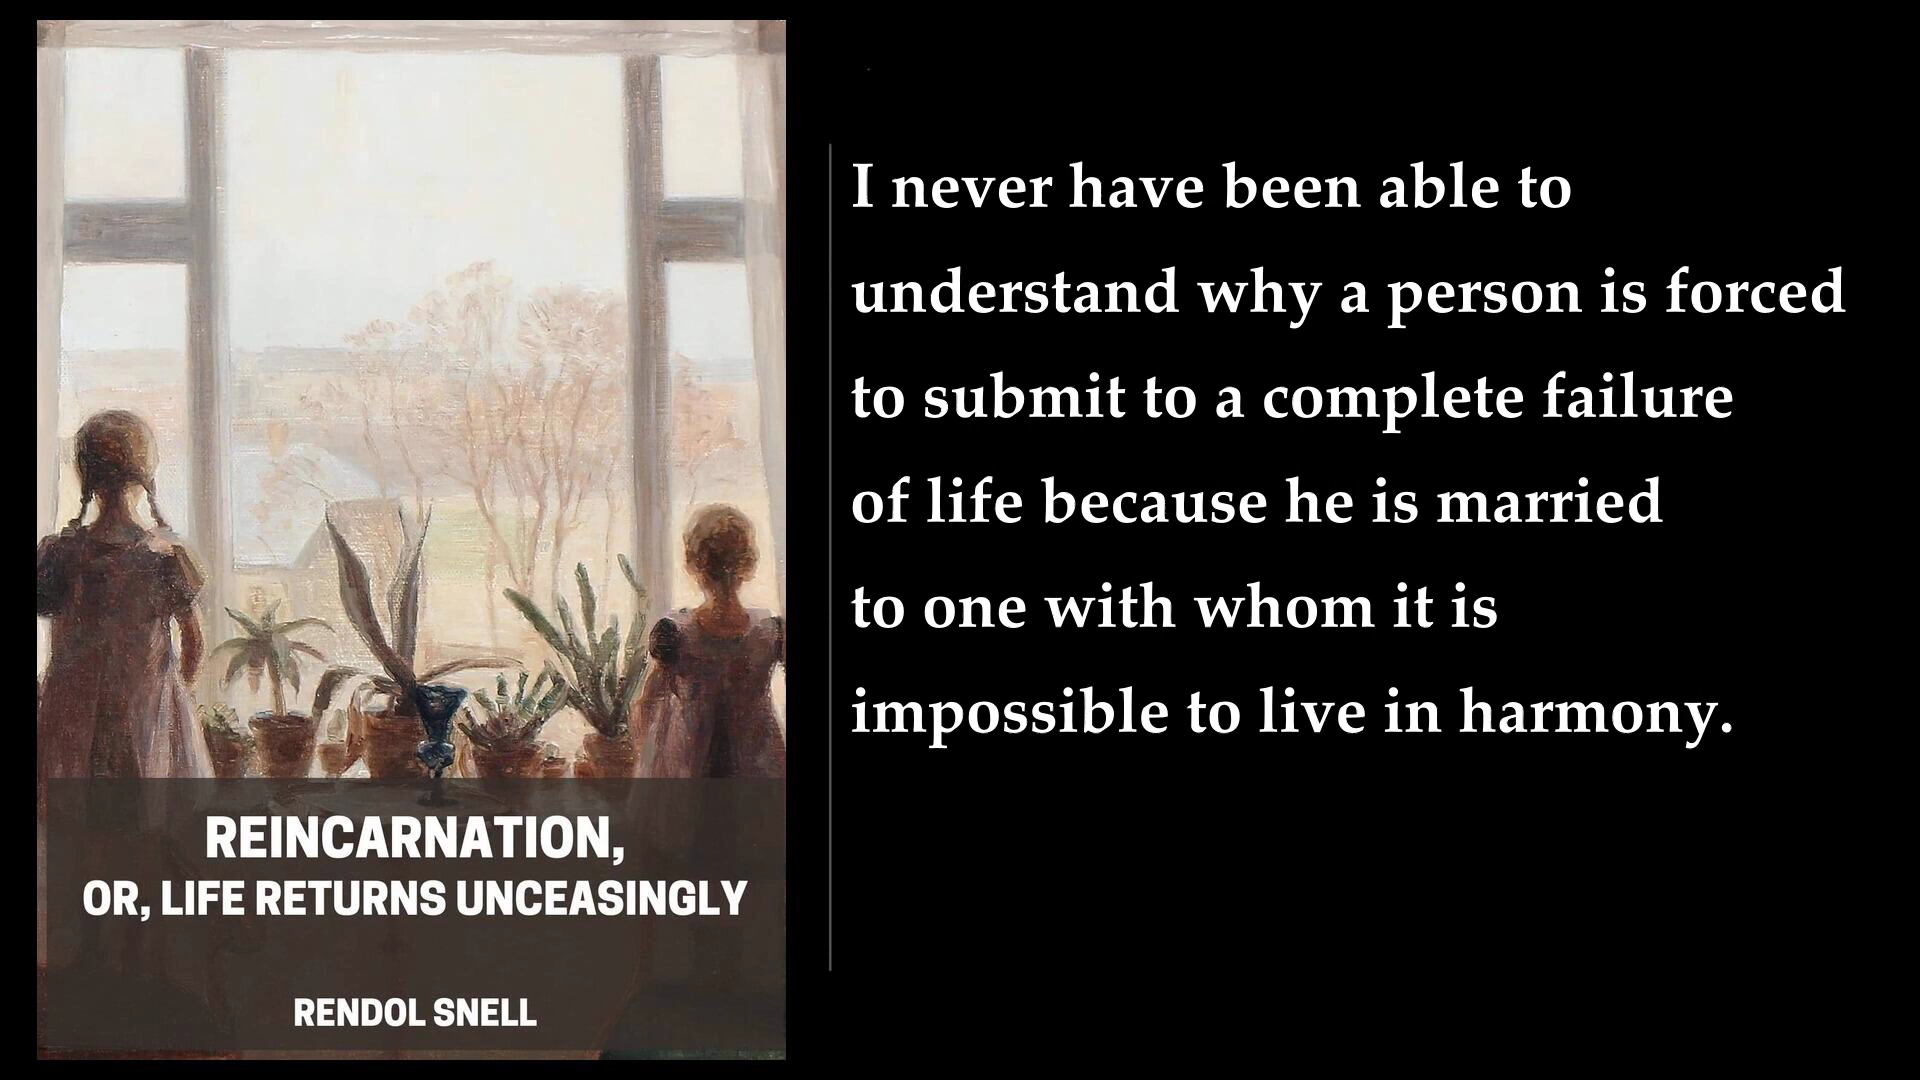 REINCARNATION,
OR, LIFE RETURNS UNCEASINGLY
RENDOL SNELL
I never have been able to
understand why a person is forced
to submit to a complete failure
of life because he is married
to one with whom it is
impossible to live in harmony.